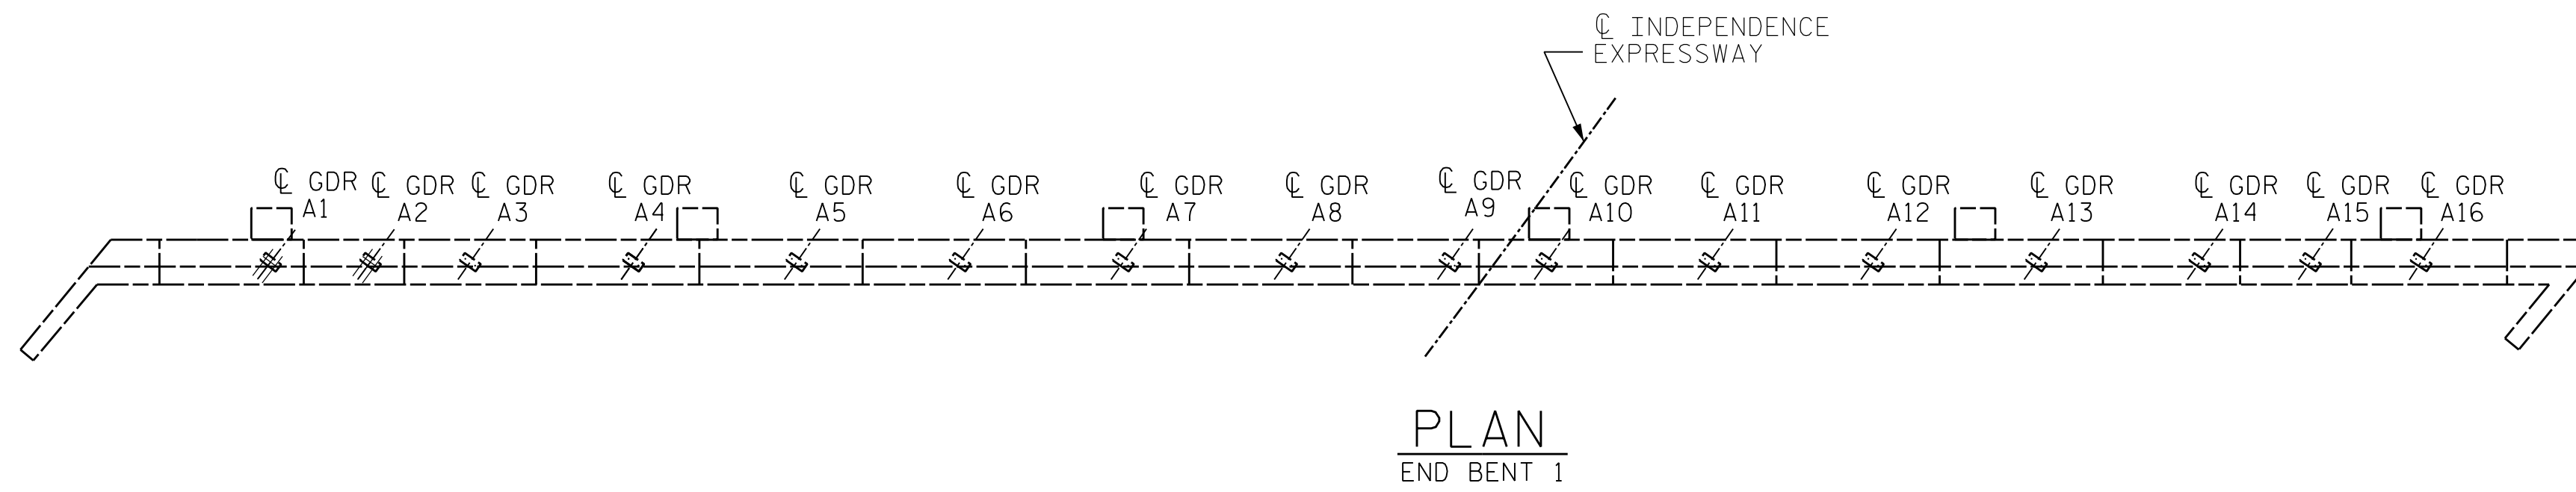 ℄ INDEPENDENCE
EXPRESSWAY
℄ GDR
A1
℄ GDR
A2
℄ GDR
A3
℄ GDR
A4
℄ GDR
A5
℄ GDR
A6
℄ GDR
A7
℄ GDR
A8
℄ GDR
A9
℄ GDR
A10
℄ GDR
A11
℄ GDR
A12
℄ GDR
A13
℄ GDR
A14
℄ GDR
A15
℄ GDR
A16
PLAN
END BENT 1